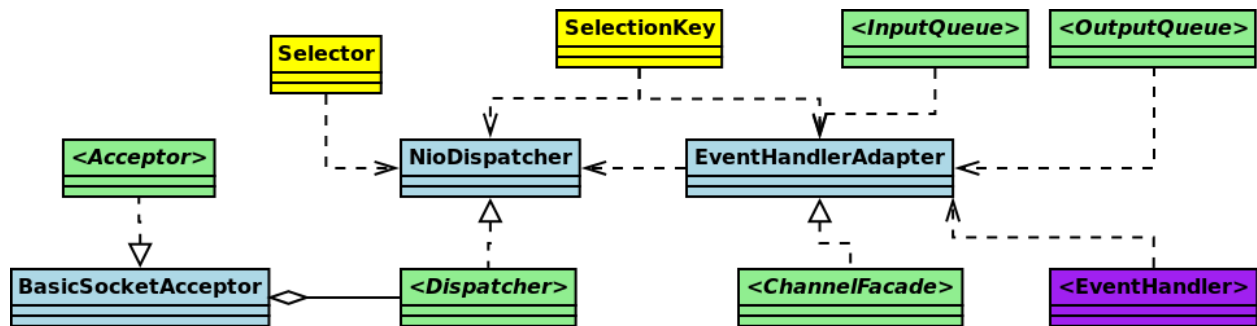 SelectionKey
<InputQueue>
<OutputQueue>
Selector
<Acceptor>
NioDispatcher
EventHandlerAdapter
BasicSocketAcceptor
<Dispatcher>
<ChannelFacade>
<EventHandler>